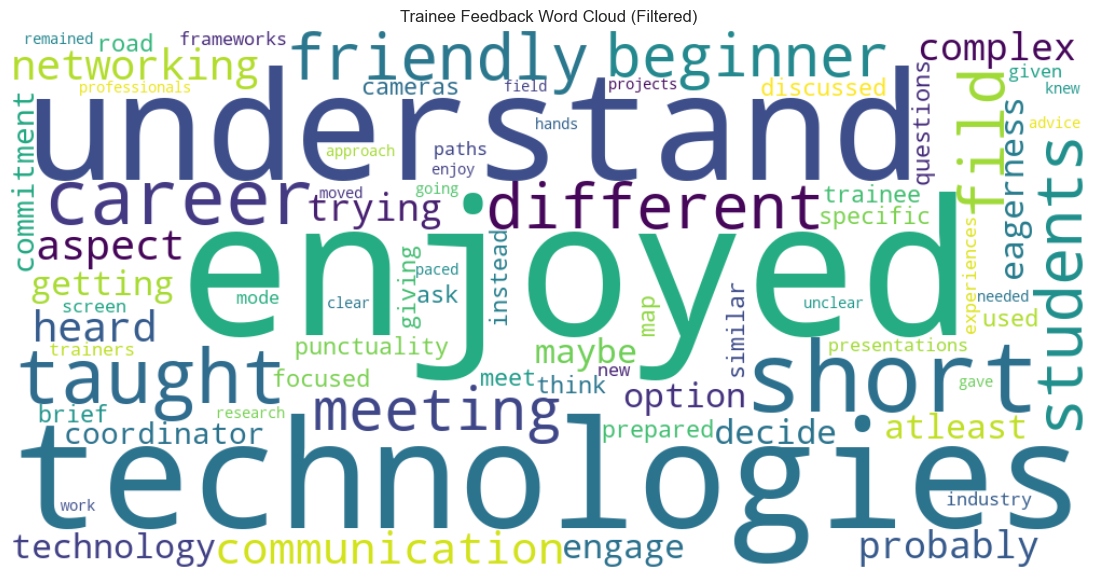 Trainee Feedback Word Cloud (Filtered)
remained
road
frameworks
friendly
beginner
complex
networking
professionals
cameras
field
projects
discussed
given
knew
understand
hands
questions
fild
eagerness
advice
commitment
approach
paths
enjoy
students
career
moved
going
trying
different
trainee
specific
aspect
enjoyed
getting
mode
screen
giving
paced
ask
instead
clear
unclear
experiences
needed
used
heard
map
similar
trainers
punctuality
maybe
presentations
taught
focused
meet
think
new
short
gave
option
brief
research
meeting
coordinator
prepared
decide
atleast
technologies
work
industry
technology
communication
engage
probably